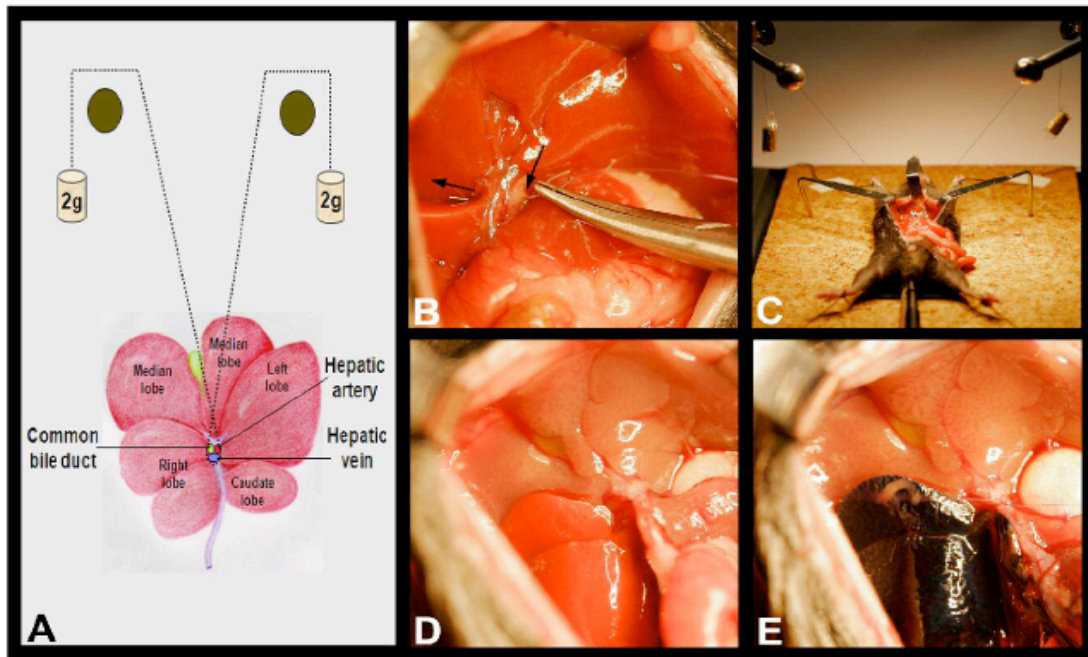 2g
2g
Median
lobe
Median
lobe
Left
lobe
Hepatic
artery
Common
bile duct
Hepatic
vein
Right
lobe
Caudate
lobe
A
B
C
D
E